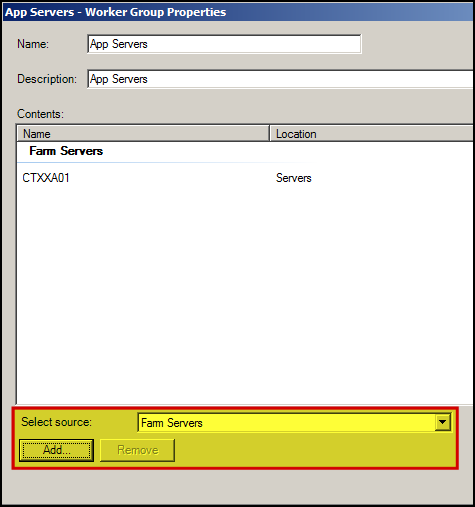 App Servers - Worker Group Properties
Name: App Servers
Description: App Servers
Contents:
Name Location
Farm Servers
CTXXA01 Servers
Select source: Farm Servers
Add... Remove